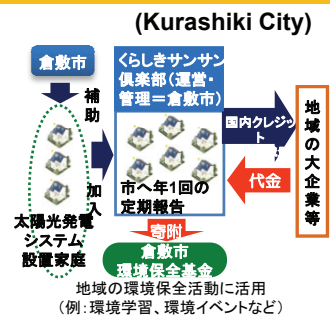 (Kurashiki City)
倉敷市
補助
くらしきサンサン
倶楽部（運営・
管理＝倉敷市）
国内クレジッ
ト
地域の大企業等
加入
市へ年1回の
定期報告
代金
太陽光発電
システム
設置家庭
寄附
倉敷市
環境保全基金
地域の環境保全活動に活用
（例：環境学習、環境イベントなど）